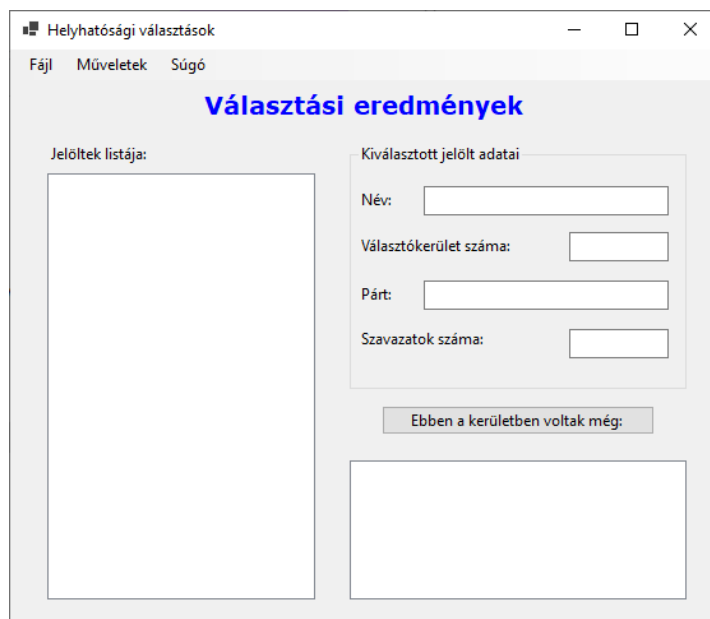 Helyhatósági választások
Fájl Műveletek Súgó
Választási eredmények
Jelöltek listája:
Kiválasztott jelölt adatai
Név:
Választókerület száma:
Párt:
Szavazatok száma:
Ebben a kerületben voltak még: